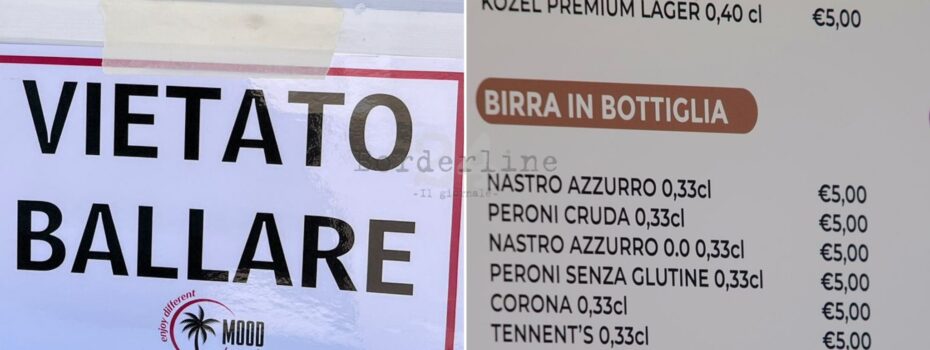 VIETATO
BALLARE
enjoy different
MOOD
Borderline
-Il giornale-
KOZEL PREMIUM LAGER 0,40 cl €5,00
BIRRA IN BOTTIGLIA
NASTRO AZZURRO 0,33cl €5,00
PERONI CRUDA 0,33cl €5,00
NASTRO AZZURRO 0.0 0,33cl €5,00
PERONI SENZA GLUTINE 0,33cl €5,00
CORONA 0,33cl €5,00
TENNENT'S 0,33cl €5,00